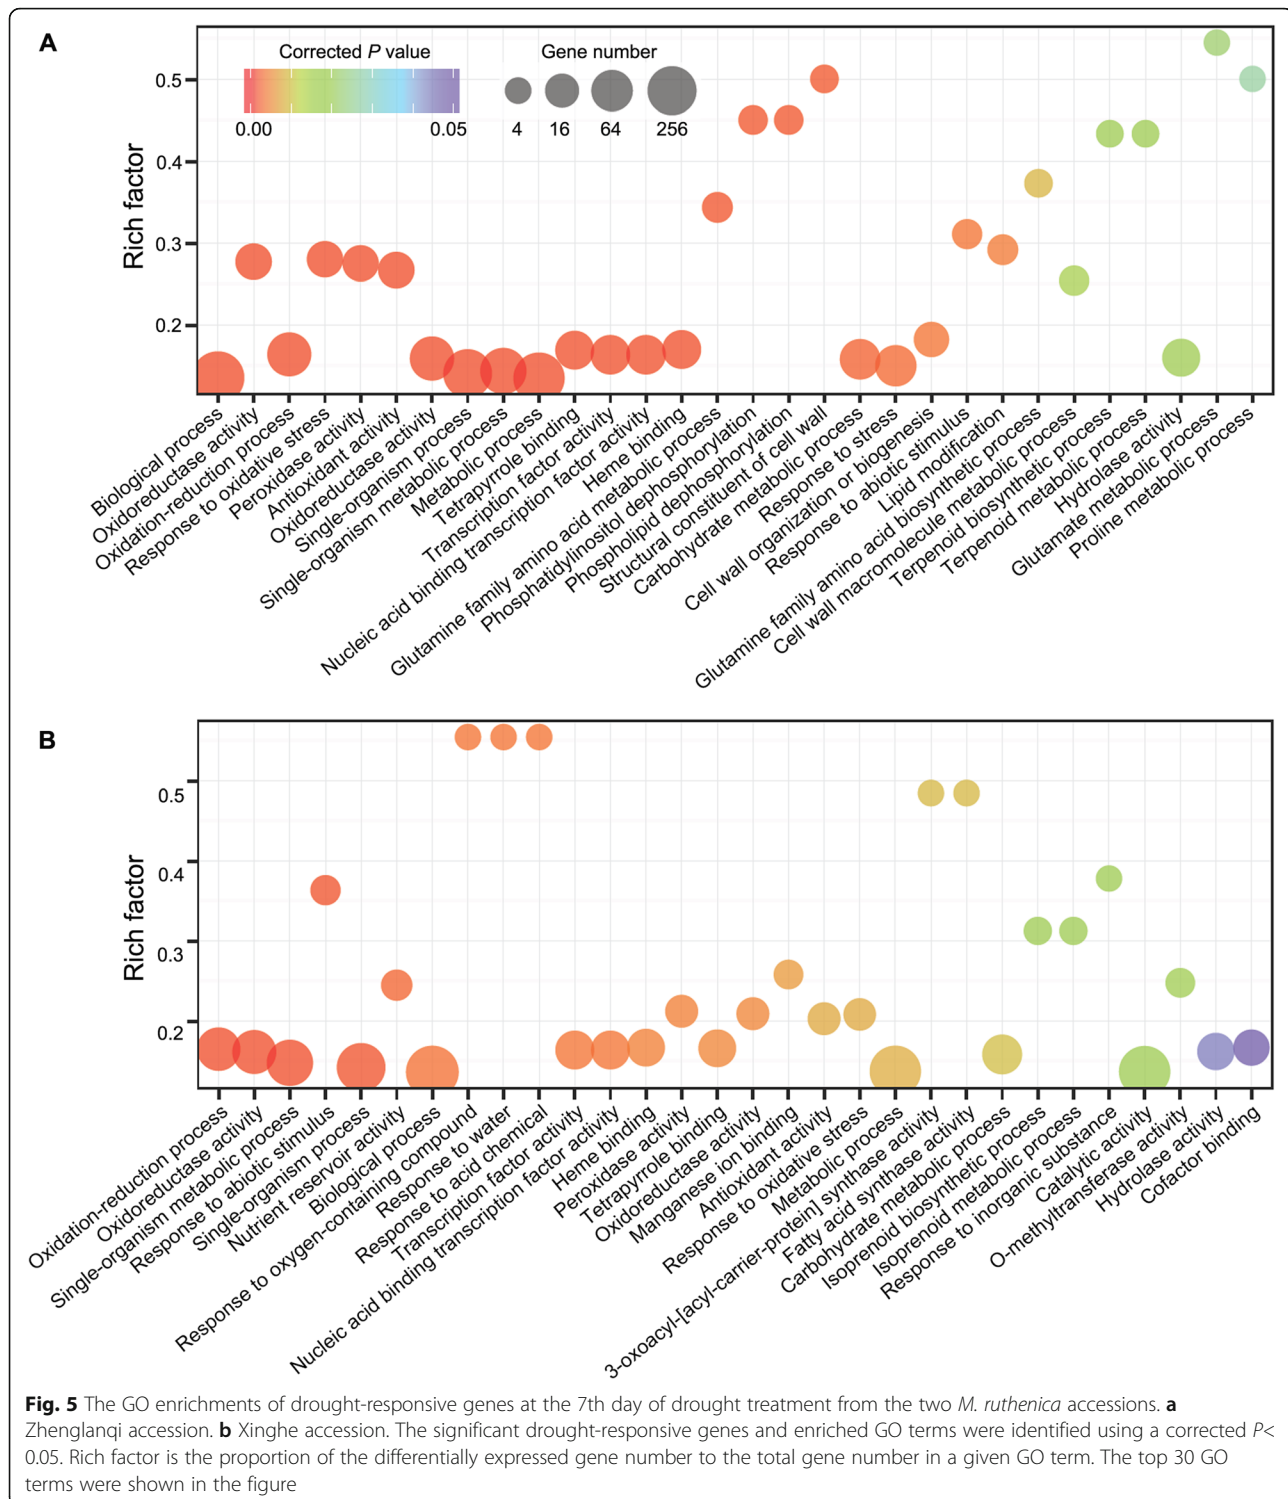 A
Corrected P value
0.00 0.05
Gene number
4 16 64 256
Rich factor
0.5
0.4
0.3
0.2
Biological process
Oxidoreductase activity
Oxidation-reduction process
Response to oxidative stress
Peroxidase activity
Antioxidant activity
Oxidoreductase activity
Single-organism process
Single-organism metabolic process
Metabolic process
Tetrapyrrole binding
Transcription factor activity
Nucleic acid binding transcription factor activity
Heme binding
Glutamine family amino acid metabolic process
Phosphatidylinositol dephosphorylation
Phospholipid dephosphorylation
Structural constituent of cell wall
Carbohydrate metabolic process
Response to stress
Cell wall organization or biogenesis
Response to abiotic stimulus
Lipid modification
Glutamine family amino acid biosynthetic process
Cell wall macromolecule metabolic process
Terpenoid biosynthetic process
Terpenoid metabolic process
Hydrolase activity
Glutamate metabolic process
Proline metabolic process
B
Rich factor
0.5
0.4
0.3
0.2
Oxidation-reduction process
Oxidoreductase activity
Single-organism metabolic process
Response to abiotic stimulus
Single-organism process
Nutrient reservoir activity
Biological process
Response to oxygen-containing compound
Response to water
Response to acid chemical
Transcription factor activity
Nucleic acid binding transcription factor activity
Heme binding
Peroxidase activity
Tetrapyrrole binding
Oxidoreductase activity
Manganese ion binding
Antioxidant activity
Response to oxidative stress
Metabolic process
3-oxoacyl-[acyl-carrier-protein] synthase activity
Fatty acid synthase activity
Carbohydrate metabolic process
Isoprenoid biosynthetic process
Isoprenoid metabolic process
Response to inorganic substance
Catalytic activity
O-methyltransferase activity
Hydrolase activity
Cofactor binding
Fig. 5 The GO enrichments of drought-responsive genes at the 7th day of drought treatment from the two M. ruthenica accessions. a
Zhenglanqi accession. b Xinghe accession. The significant drought-responsive genes and enriched GO terms were identified using a corrected P<
0.05. Rich factor is the proportion of the differentially expressed gene number to the total gene number in a given GO term. The top 30 GO
terms were shown in the figure